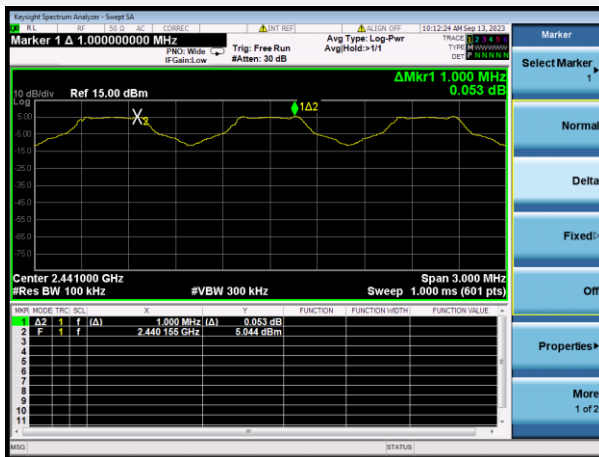 Keysight Spectrum Analyzer - Swept SA
RL RF 50 Ω AC CORREC INT REF ALIGN OFF 10:12:24 AM Sep 13, 2023
Marker 1 Δ 1.000000000 MHz
PNO: Wide
IFGain:Low
Trig: Free Run
#Atten: 30 dB
Avg Type: Log-Pwr
Avg|Hold:>1/1
TRACE 1 2 3 4 5 6
TYPE M W W W W W
DET P N N N N N
ΔMkr1 1.000 MHz
0.053 dB
10 dB/div Ref 15.00 dBm
Log
5.00
-5.00
-15.0
-25.0
-35.0
-45.0
-55.0
-65.0
-75.0
X2
1Δ2
Center 2.441000 GHz Span 3.000 MHz
#Res BW 100 kHz #VBW 300 kHz Sweep 1.000 ms (601 pts)
MKR MODE TRC SCL X Y FUNCTION FUNCTION WIDTH FUNCTION VALUE
1 Δ2 1 f (Δ) 1.000 MHz (Δ) 0.053 dB
2 F 1 f 2.440 155 GHz 5.044 dBm
3
4
5
6
7
8
9
10
11
MSG STATUS
Marker
Select Marker
1
Normal
Delta
Fixed
Off
Properties
More
1 of 2